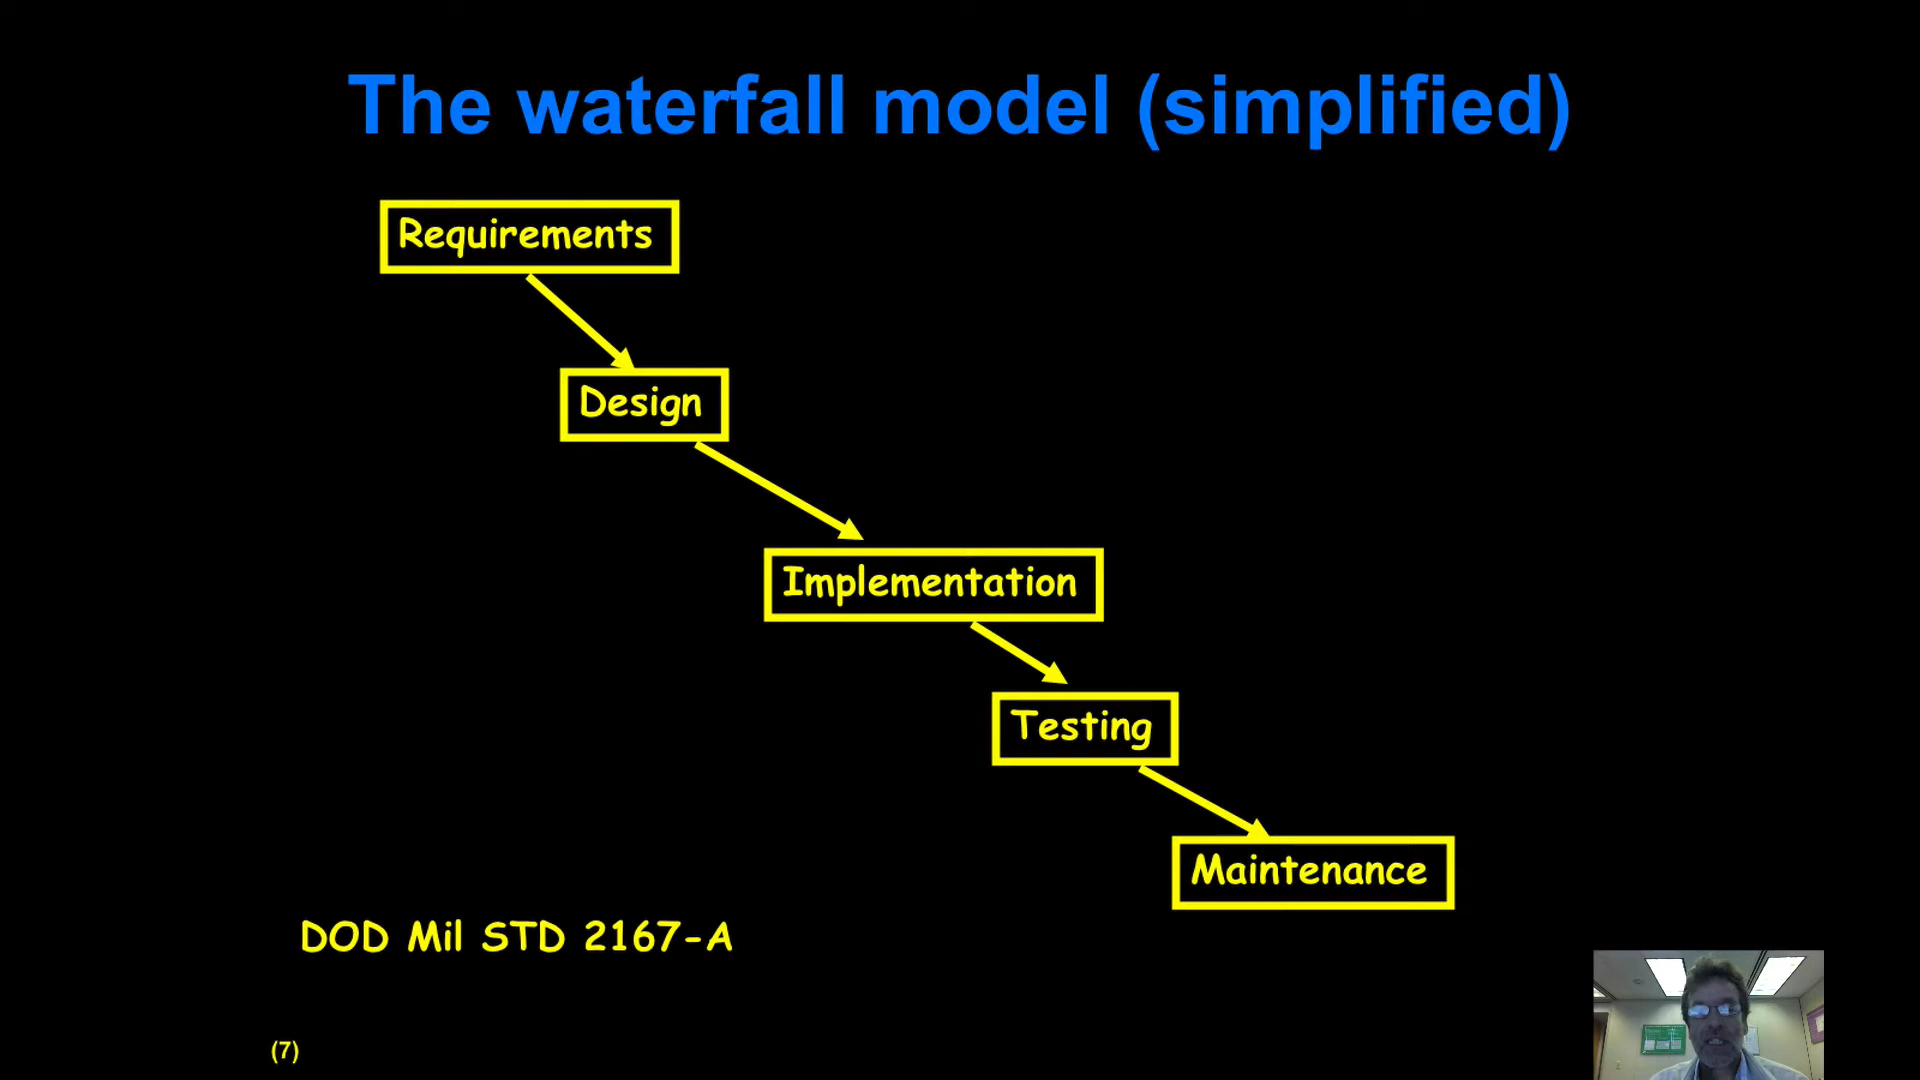 The waterfall model (simplified)
Requirements
Design
Implementation
Testing
Maintenance
DOD Mil STD 2167-A
(7)